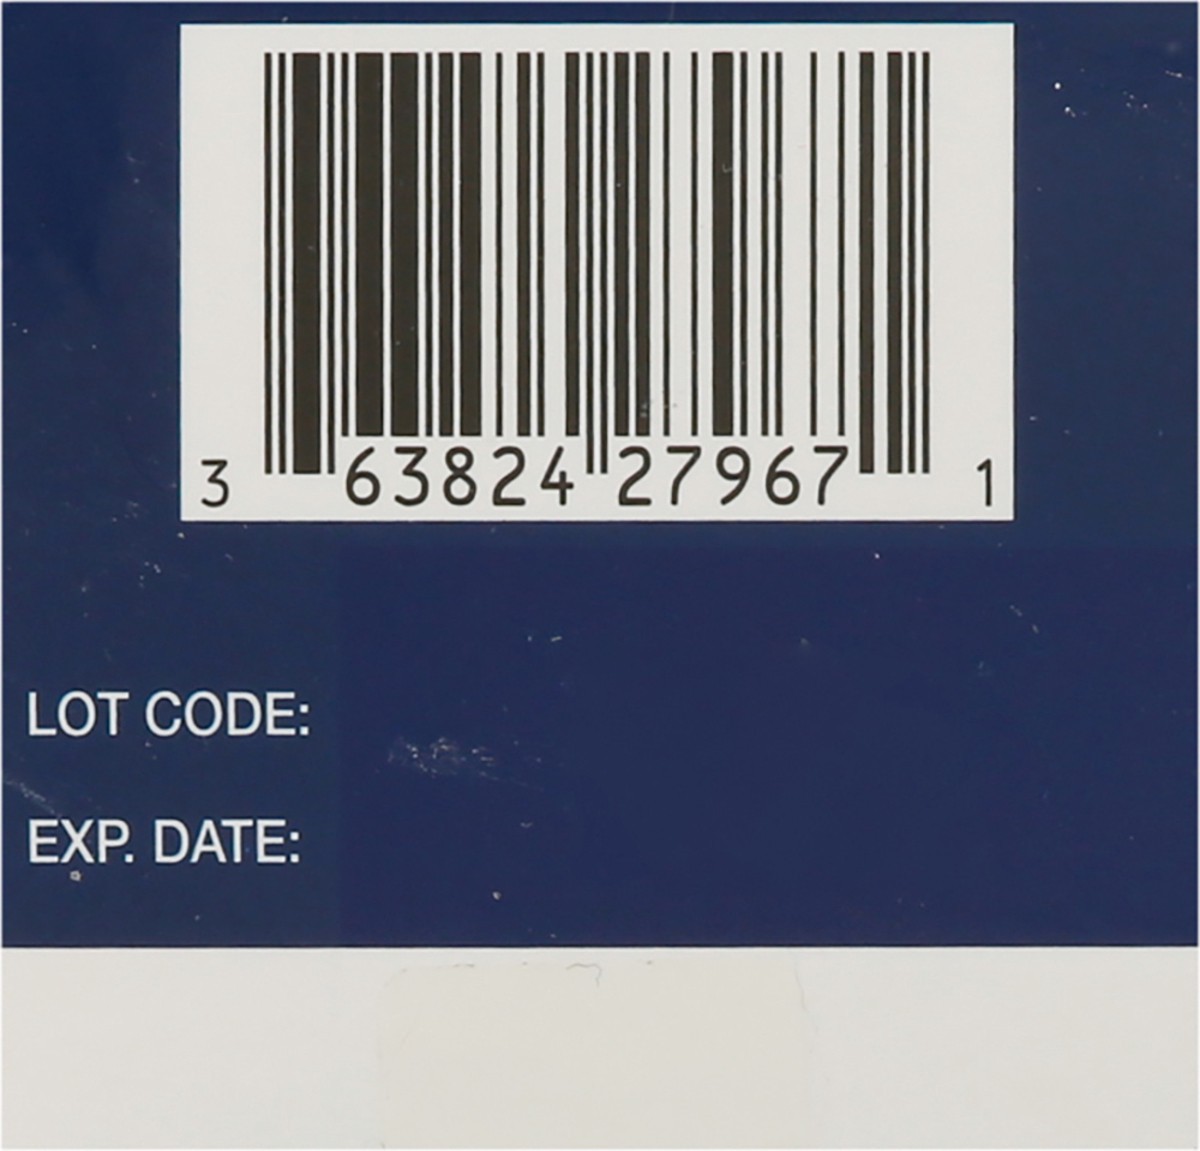 3 63824 27967 1
LOT CODE:
EXP. DATE: